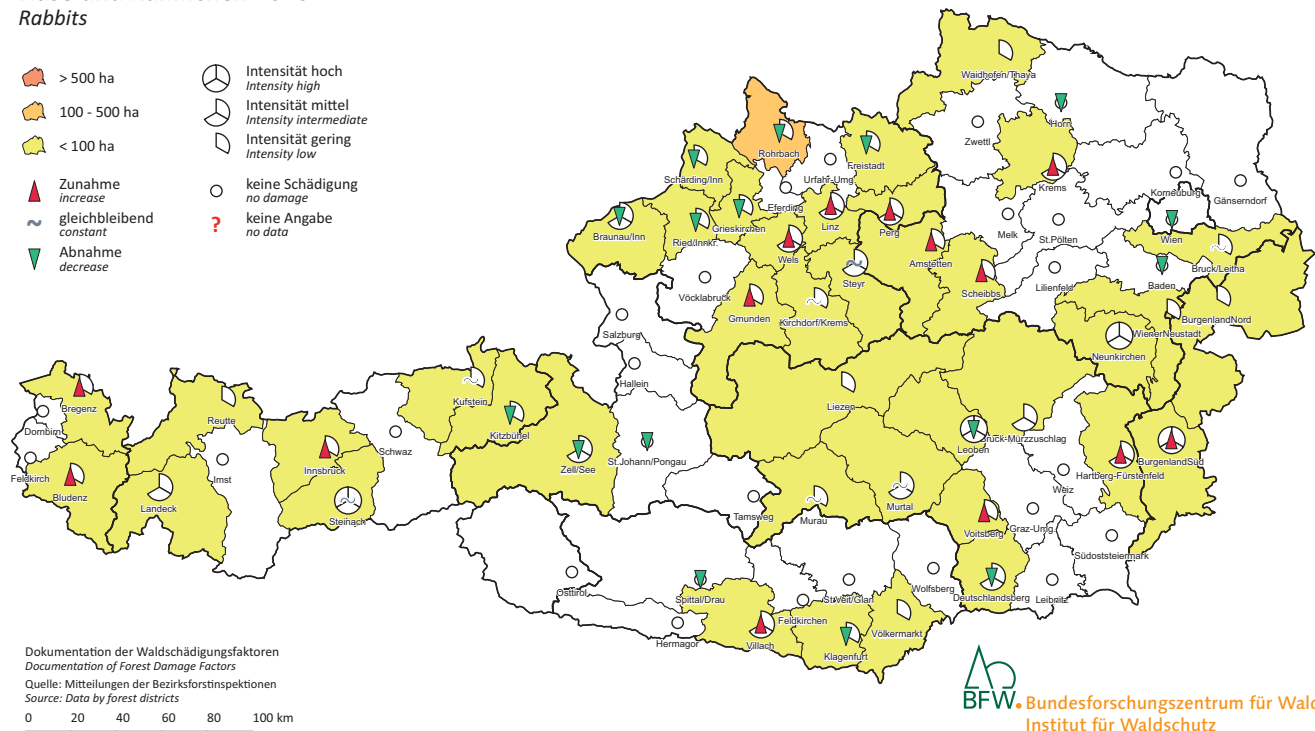 Rabbits
> 500 ha
100 - 500 ha
< 100 ha
Zunahme
increase
gleichbleibend
constant
Abnahme
decrease
Intensität hoch
Intensity high
Intensität mittel
Intensity intermediate
Intensität gering
Intensity low
keine Schädigung
no damage
?
keine Angabe
no data
Waidhofen/Thaya
Horn
Zwettl
Rohrbach
Freistadt
Schärding/Inn
Urfahr-Umg.
Krems
Korneuburg
Gänserndorf
Eferding
Grieskirchen
Linz
Perg
Melk
St.Pölten
Wien
Braunau/Inn
Ried/Innkr.
Wels
Amstetten
Bruck/Leitha
Steyr
Scheibbs
Lilienfeld
Baden
Vöcklabruck
Gmunden
Kirchdorf/Krems
BurgenlandNord
WienerNeustadt
Salzburg
Neunkirchen
Hallein
Bregenz
Reutte
Kufstein
Liezen
Dornbirn
Kitzbühel
Bruck-Mürzzuschlag
Leoben
Schwaz
Innsbruck
Zell/See
St.Johann/Pongau
BurgenlandSüd
Feldkirch
Imst
Hartberg-Fürstenfeld
Bludenz
Weiz
Landeck
Steinach
Tamsweg
Murau
Murtal
Voitsberg
Graz-Umg.
Südoststeiermark
Osttirol
Spittal/Drau
St.Veit/Glan
Wolfsberg
Deutschlandsberg
Leibnitz
Feldkirchen
Völkermarkt
Hermagor
Villach
Klagenfurt
Dokumentation der Waldschädigungsfaktoren
Documentation of Forest Damage Factors
Quelle: Mitteilungen der Bezirksforstinspektionen
Source: Data by forest districts
0 20 40 60 80 100 km
BFW.
Bundesforschungszentrum für Wald
Institut für Waldschutz